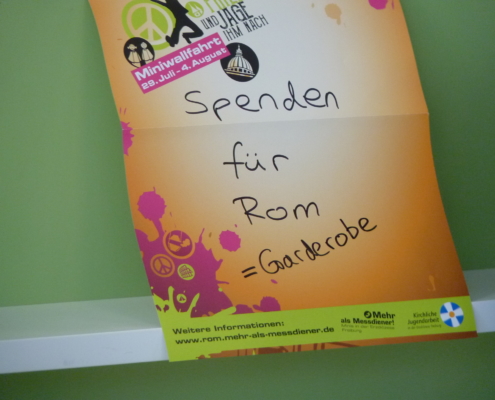 UND JAGE
IHM NACH
Miniwallfahrt
29. Juli - 4. August
Spenden
für
Rom
= Garderobe
Weitere Informationen:
www.rom.mehr-als-messdiener.de
Mehr
als Messdiener!
Kirchliche
Jugendarbeit